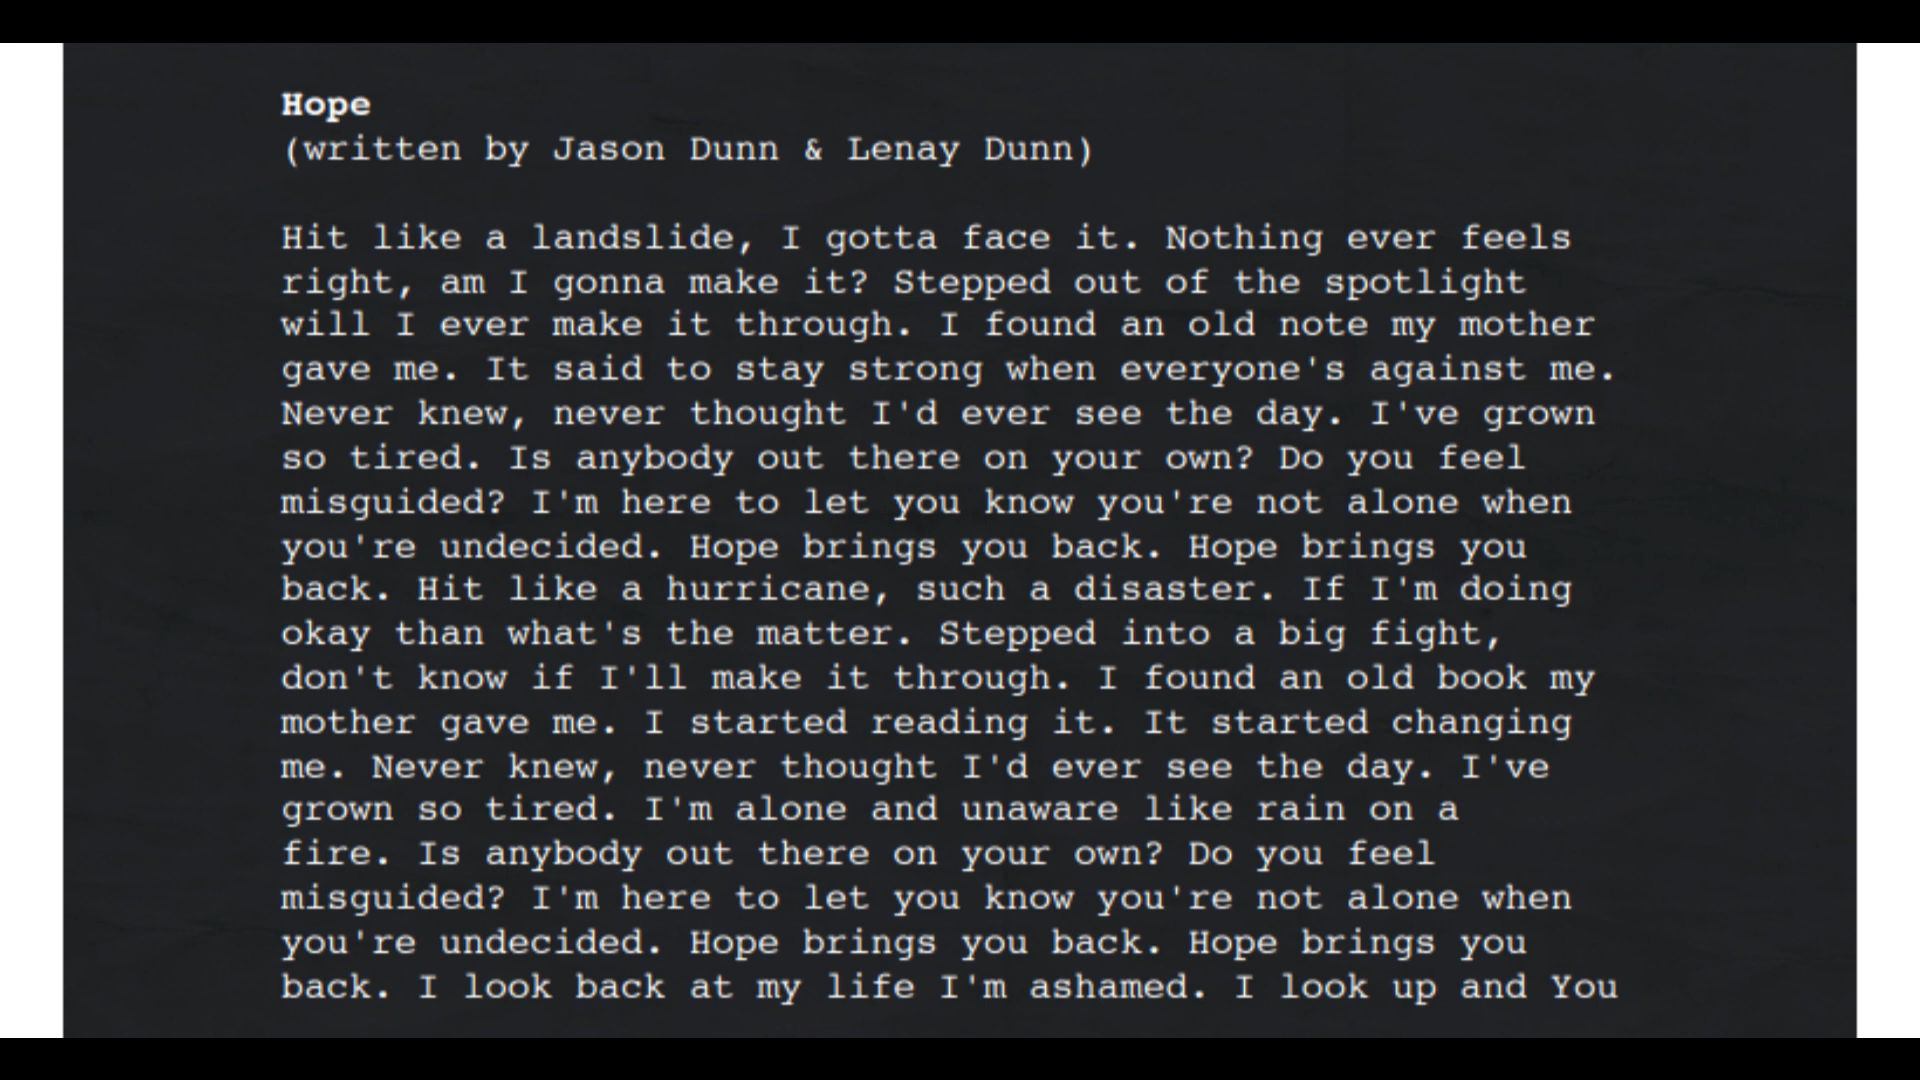 Hope
(written by Jason Dunn & Lenay Dunn)
Hit like a landslide, I gotta face it. Nothing ever feels
right, am I gonna make it? Stepped out of the spotlight
will I ever make it through. I found an old note my mother
gave me. It said to stay strong when everyone's against me.
Never knew, never thought I'd ever see the day. I've grown
so tired. Is anybody out there on your own? Do you feel
misguided? I'm here to let you know you're not alone when
you're undecided. Hope brings you back. Hope brings you
back. Hit like a hurricane, such a disaster. If I'm doing
okay than what's the matter. Stepped into a big fight,
don't know if I'll make it through. I found an old book my
mother gave me. I started reading it. It started changing
me. Never knew, never thought I'd ever see the day. I've
grown so tired. I'm alone and unaware like rain on a
fire. Is anybody out there on your own? Do you feel
misguided? I'm here to let you know you're not alone when
you're undecided. Hope brings you back. Hope brings you
back. I look back at my life I'm ashamed. I look up and You